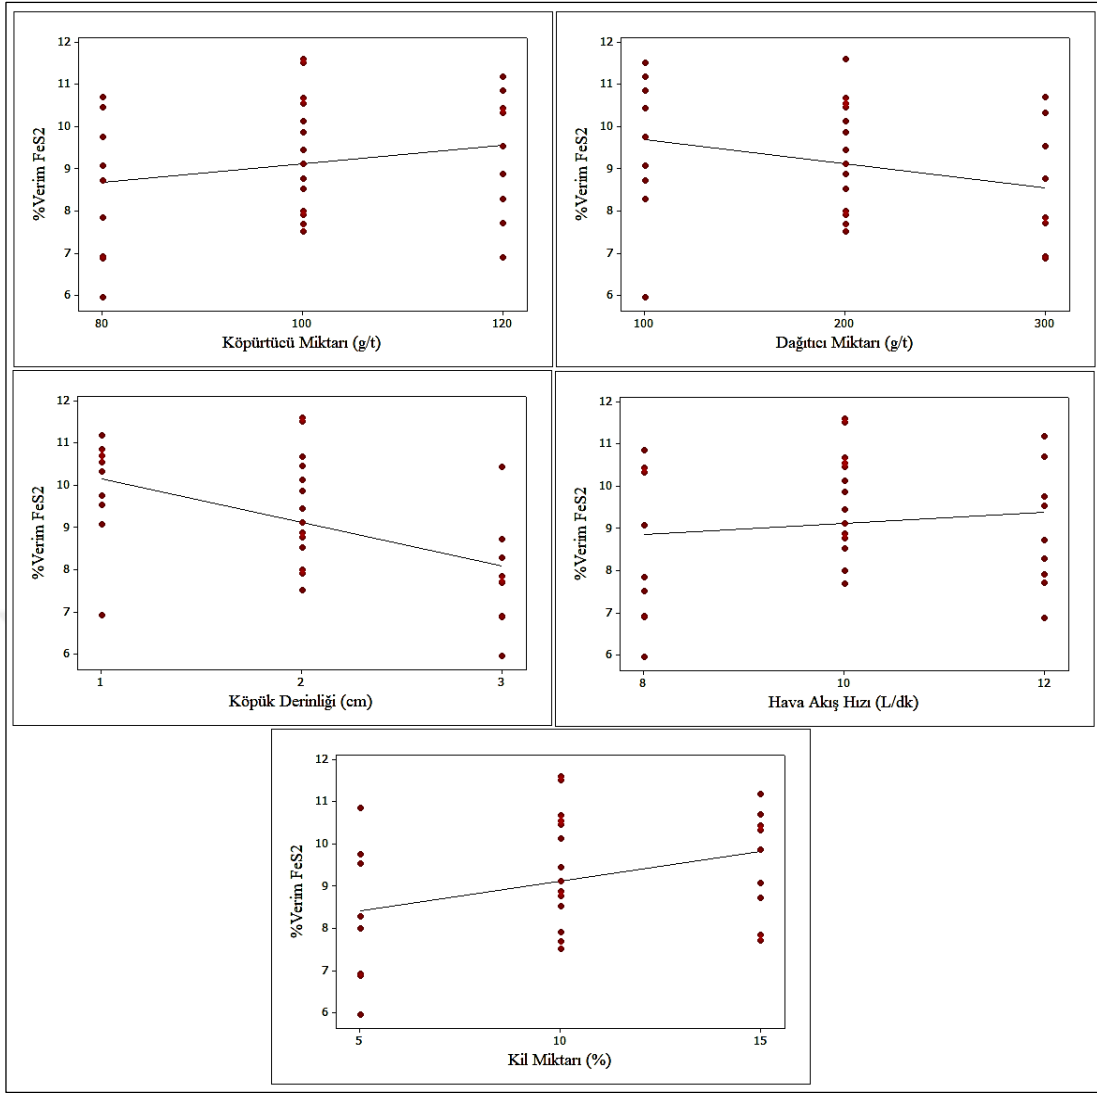 %Verim FeS2
12
11
10
9
8
7
6
80 100 120
Köpürtücü Miktarı (g/t)
%Verim FeS2
12
11
10
9
8
7
6
100 200 300
Dağıtıcı Miktarı (g/t)
%Verim FeS2
12
11
10
9
8
7
6
1 2 3
Köpük Derinliği (cm)
%Verim FeS2
12
11
10
9
8
7
6
8 10 12
Hava Akış Hızı (L/dk)
%Verim FeS2
12
11
10
9
8
7
6
5 10 15
Kil Miktarı (%)